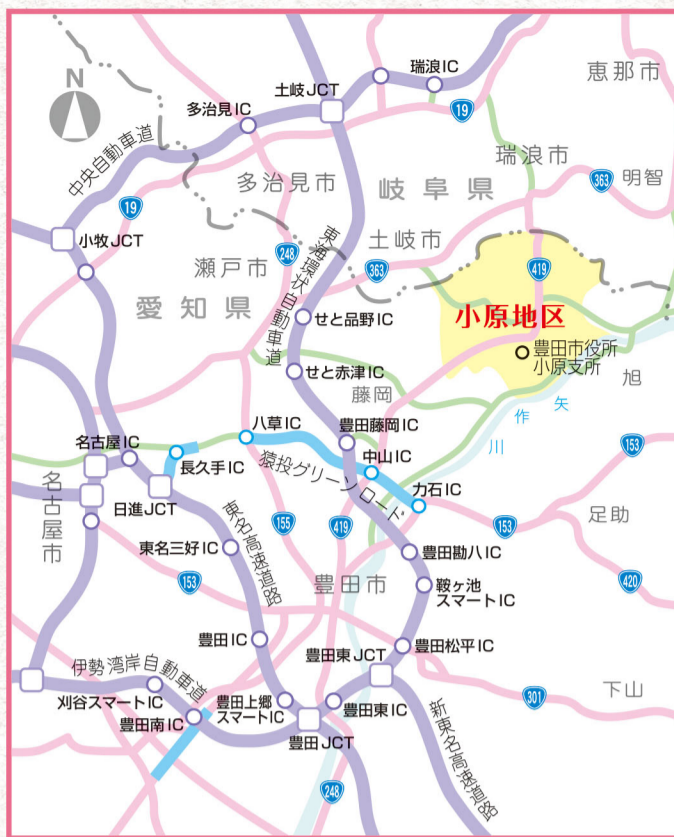 瑞浪IC
恵那市
土岐JCT
N
多治見IC
19
中央自動車道
瑞浪市
363
明智
多治見市
岐阜県
19
小牧JCT
248
土岐市
363
419
瀬戸市
東海環状自動車道
愛知県
せと品野IC
小原地区
豊田市役所
小原支所
せと赤津IC
旭
藤岡
矢作川
八草IC
豊田藤岡IC
名古屋IC
長久手IC
中山IC
153
猿投グリーンロード
力石IC
名古屋市
日進JCT
155
419
153
足助
東名高速道路
東名三好IC
豊田勘八IC
153
豊田市
鞍ヶ池
スマートIC
420
豊田IC
豊田松平IC
豊田東JCT
伊勢湾岸自動車道
下山
刈谷スマートIC
豊田上郷
スマートIC
豊田東IC
301
豊田南IC
豊田JCT
新東名高速道路
248